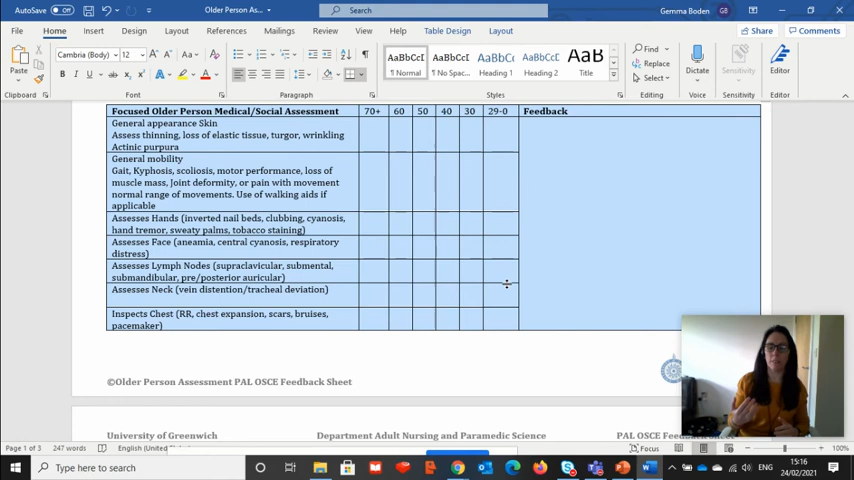 AutoSave Off
Older Person As...
Search
Gemma Boden GB
File Home Insert Draw Design Layout References Mailings Review View Help Table Design Layout
Share Comments
Paste
Cambria (Body) 12 A A Aa
B I U ab x A
AaBbCcI AaBbCcI AaBbCc AaBbCcI AaB
¶ Normal ¶ No Spac... Heading 1 Heading 2 Title
Find
Replace
Select
Dictate
Sensitivity
Editor
Clipboard Font Paragraph Styles Editing Voice Sensitivity Editor
Focused Older Person Medical/Social Assessment 70+ 60 50 40 30 29-0 Feedback
General appearance Skin
Assess thinning, loss of elastic tissue, turgor, wrinkling
Actinic purpura
General mobility
Gait, Kyphosis, scoliosis, motor performance, loss of
muscle mass, Joint deformity, or pain with movement
normal range of movements. Use of walking aids if
applicable
Assesses Hands (inverted nail beds, clubbing, cyanosis,
hand tremor, sweaty palms, tobacco staining)
Assesses Face (aneamia, central cyanosis, respiratory
distress)
Assesses Lymph Nodes (supraclavicular, submental,
submandibular, pre/posterior auricular)
Assesses Neck (vein distention/tracheal deviation)
Inspects Chest (RR, chest expansion, scars, bruises,
pacemaker)
©Older Person Assessment PAL OSCE Feedback Sheet
University of Greenwich Department Adult Nursing and Paramedic Science PAL OSCE Feedback Sheet
Page 1 of 3 247 words English (United Focus 100%
Type here to search
ENG
15:16
24/02/2021